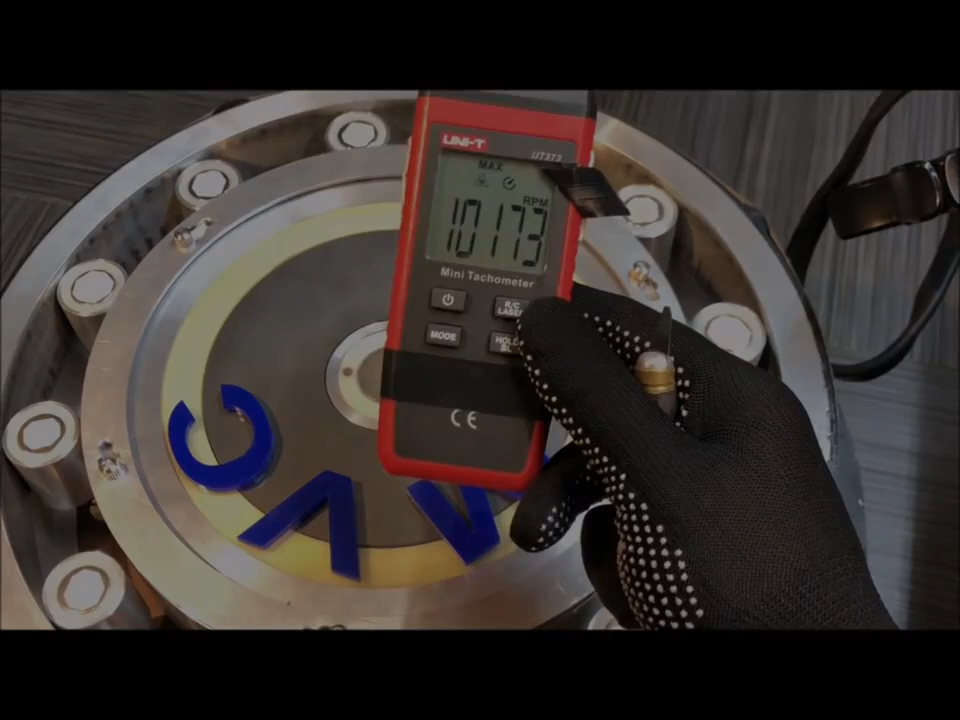 UNI-T
UT373
MAX
RPM
10173
Mini Tachometer
R/C
LASER
MODE
HOLD
CE